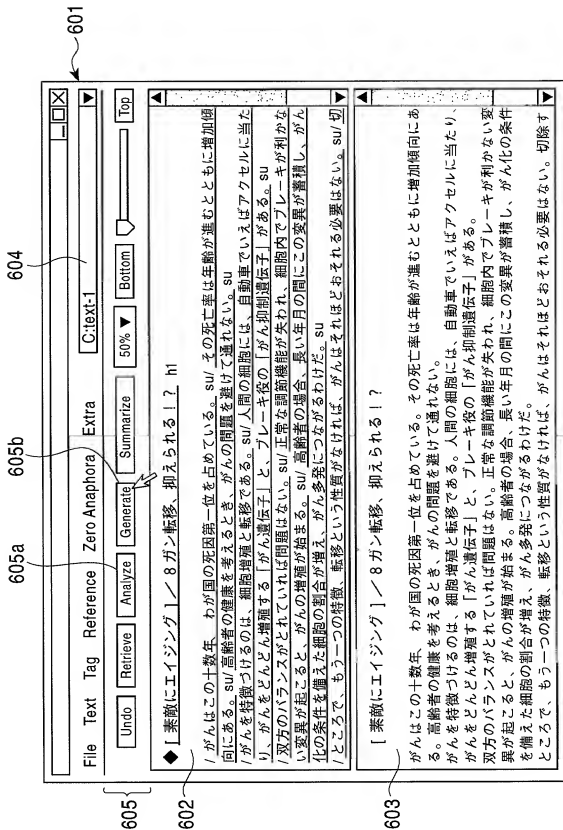 601
604
C:text-1
File Text Tag Reference Zero Anaphora Extra
605b
605a
605
Undo Retrieve Analyze Generate Summarize 50% ▼ Bottom Top
602
◆ [ 素敵にエイジング ] ／ 8 ガン転移、抑えられる！？ h1
/ がんはこの十数年、 わが国の死因第一位を占めている。su/ その死亡率は年齢が進むとともに増加傾
向にある。su/ 高齢者の健康を考えるとき、がんの問題を避けて通れない。su
/ がんを特徴づけるのは、細胞増殖と転移である。su/ 人間の細胞には、自動車でいえばアクセルに当た
り、がんをどんどん増殖する「がん遺伝子」と、ブレーキ役の「がん抑制遺伝子」がある。su
/ 双方のバランスがとれていれば問題はない。su/ 正常な調節機能が失われ、細胞内でブレーキが利かな
い変異が起こると、がんの増殖が始まる。su/ 高齢者の場合、長い年月の間にこの変異が蓄積し、がん
化の条件を備えた細胞の割合が増え、がん多発につながるわけだ。su
/ ところで、もう一つの特徴、転移という性質がなければ、がんはそれほどおそれる必要はない。su/ 切
603
[ 素敵にエイジング ] ／ 8 ガン転移、抑えられる！？
がんはこの十数年、 わが国の死因第一位を占めている。その死亡率は年齢が進むとともに増加傾向にあ
る。高齢者の健康を考えるとき、がんの問題を避けて通れない。
がんを特徴づけるのは、細胞増殖と転移である。人間の細胞には、自動車でいえばアクセルに当たり、
がんをどんどん増殖する「がん遺伝子」と、ブレーキ役の「がん抑制遺伝子」がある。
双方のバランスがとれていれば問題はない。正常な調節機能が失われ、細胞内でブレーキが利かない変
異が起こると、がんの増殖が始まる。高齢者の場合、長い年月の間にこの変異が蓄積し、がん化の条件
を備えた細胞の割合が増え、がん多発につながるわけだ。
ところで、もう一つの特徴、転移という性質がなければ、がんはそれほどおそれる必要はない。切除す